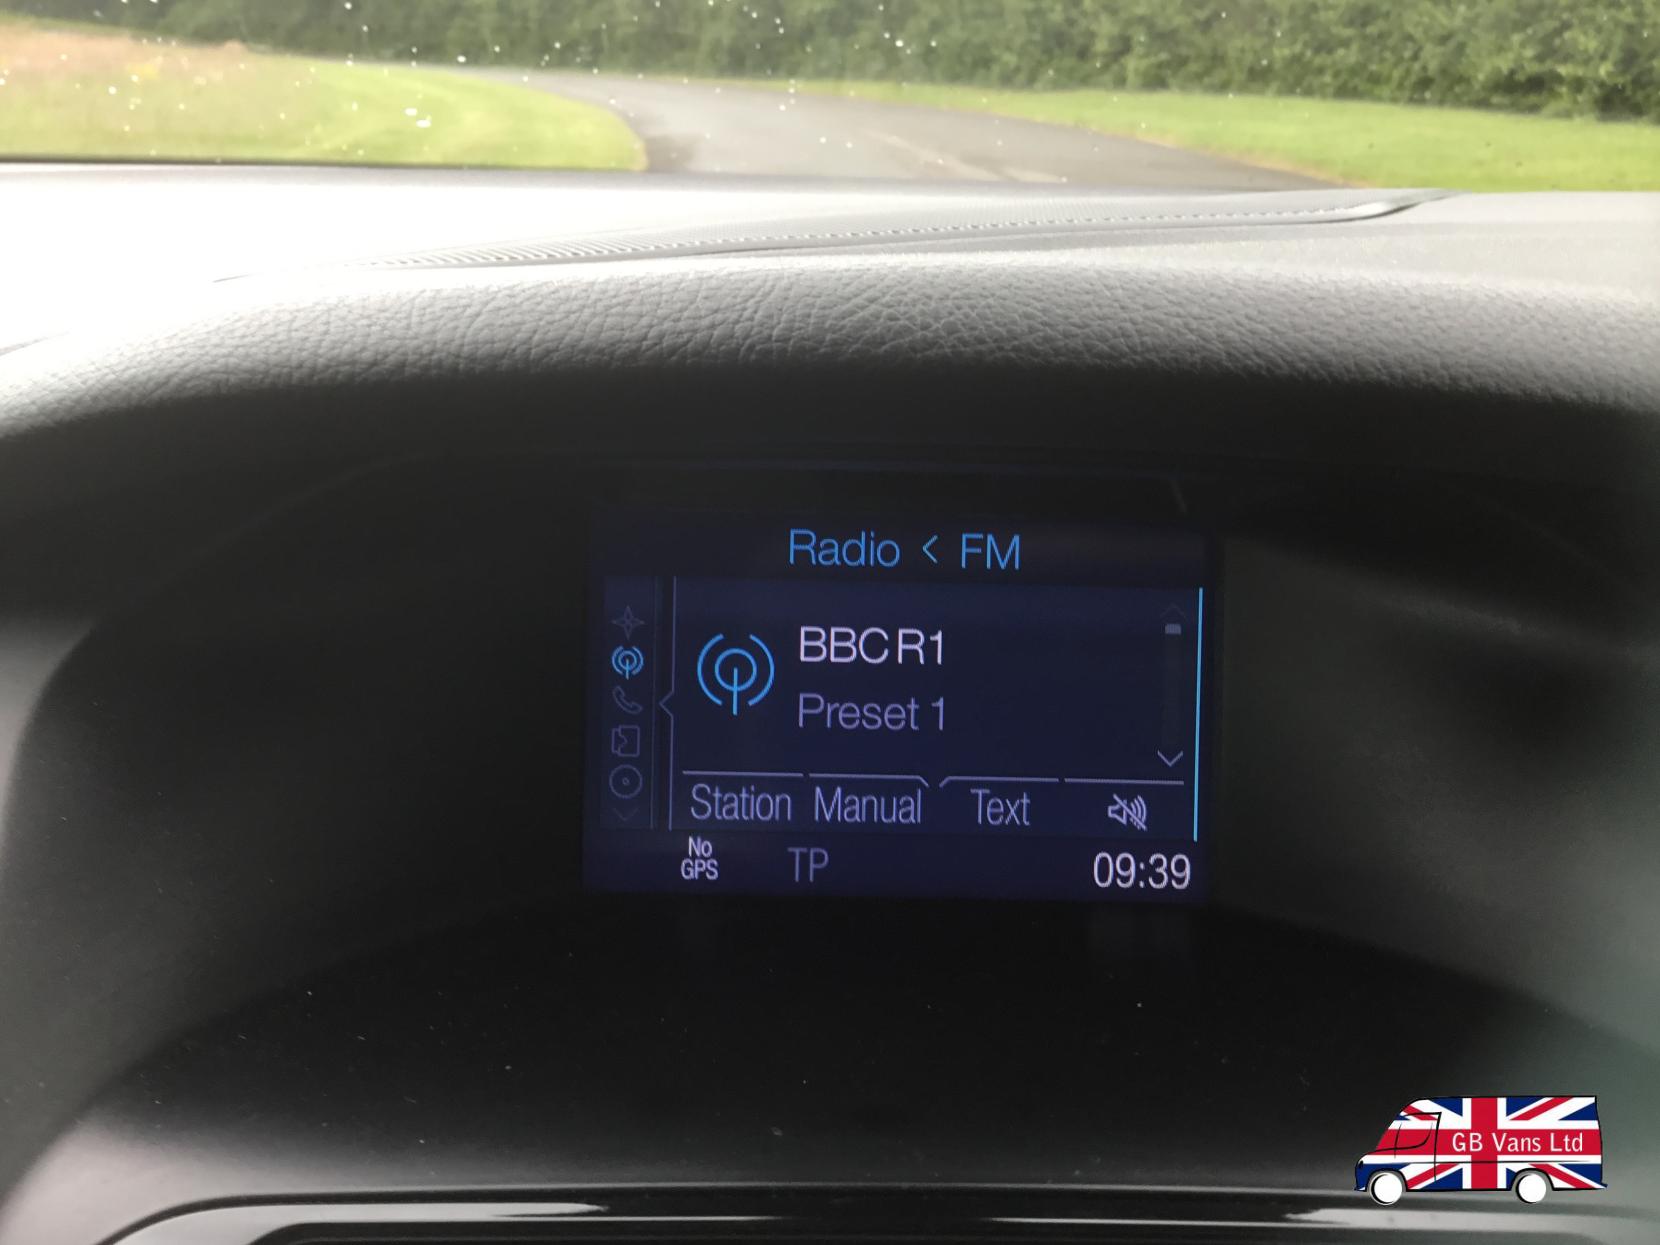 Radio < FM
BBC R1
Preset 1
Station Manual Text
No
GPS
TP
09:39
GB Vans Ltd